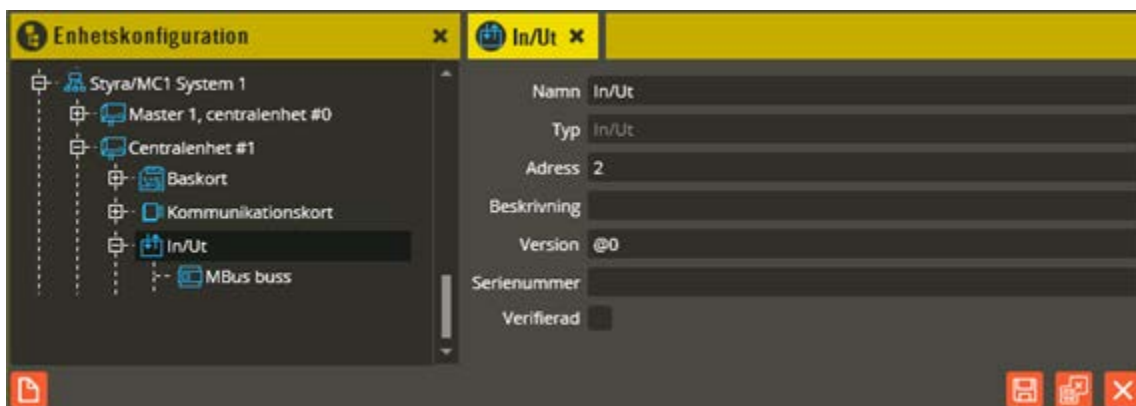 Enhetskonfiguration
In/Ut
Styra/MC1 System 1
Master 1, centralenhet #0
Centralenhet #1
Baskort
Kommunikationskort
In/Ut
MBus buss
Namn In/Ut
Typ In/Ut
Adress 2
Beskrivning
Version @0
Serienummer
Verifierad